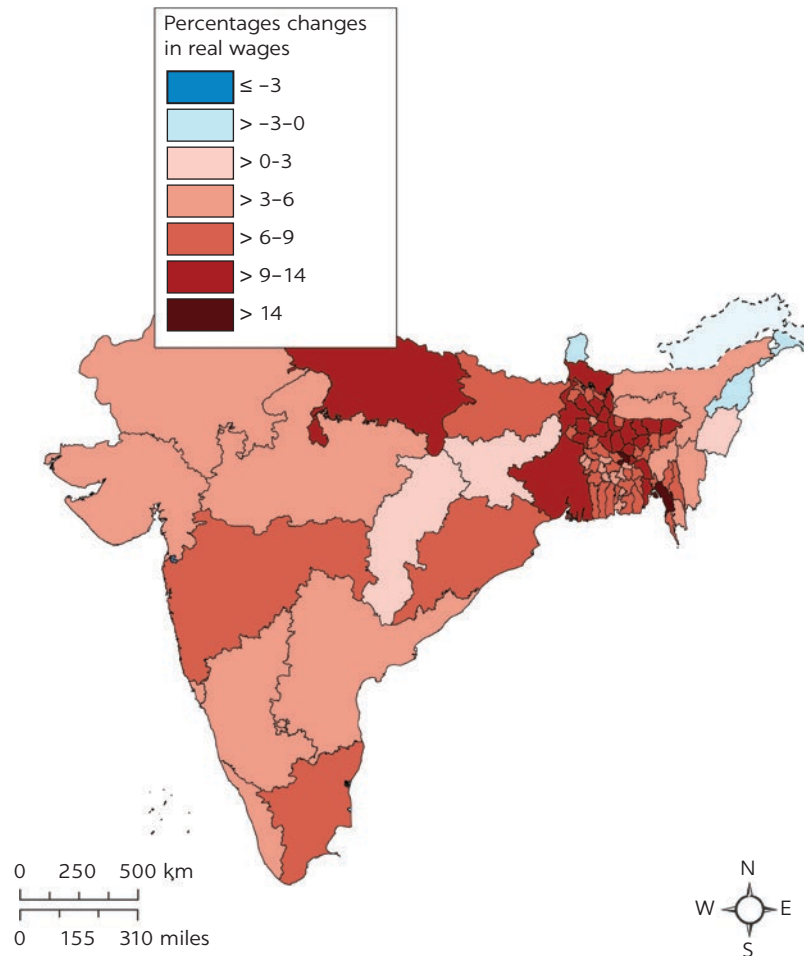 Percentages changes
in real wages
≤ –3
> –3–0
> 0-3
> 3–6
> 6–9
> 9–14
> 14
0 250 500 km
0 155 310 miles
N
W E
S